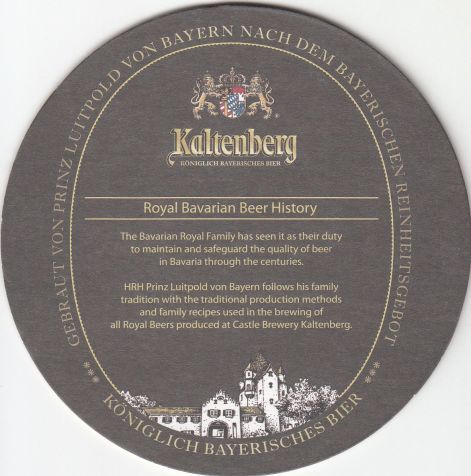 GEBRAUT VON PRINZ LUITPOLD VON BAYERN NACH DEM BAYERISCHEN REINHEITSGEBOT
Kaltenberg
KÖNIGLICH BAYERISCHES BIER
Royal Bavarian Beer History
The Bavarian Royal Family has seen it as their duty
to maintain and safeguard the quality of beer
in Bavaria through the centuries.
HRH Prinz Luitpold von Bayern follows his family
tradition with the traditional production methods
and family recipes used in the brewing of
all Royal Beers produced at Castle Brewery Kaltenberg.
*** KÖNIGLICH BAYERISCHES BIER ***